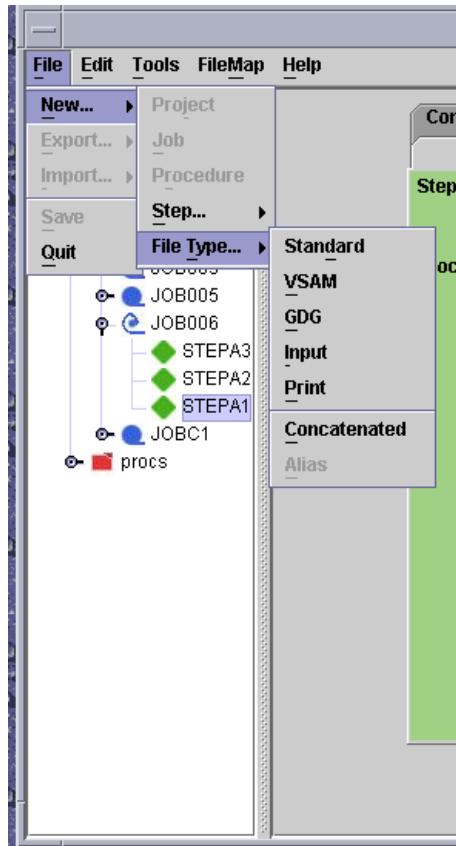 File Edit Tools FileMap Help
New...
Export...
Import...
Save
Quit
Project
Job
Procedure
Step...
File Type...
Standard
VSAM
GDG
Input
Print
Concatenated
Alias
Step
JOB005
JOB006
STEPA3
STEPA2
STEPA1
JOBC1
procs